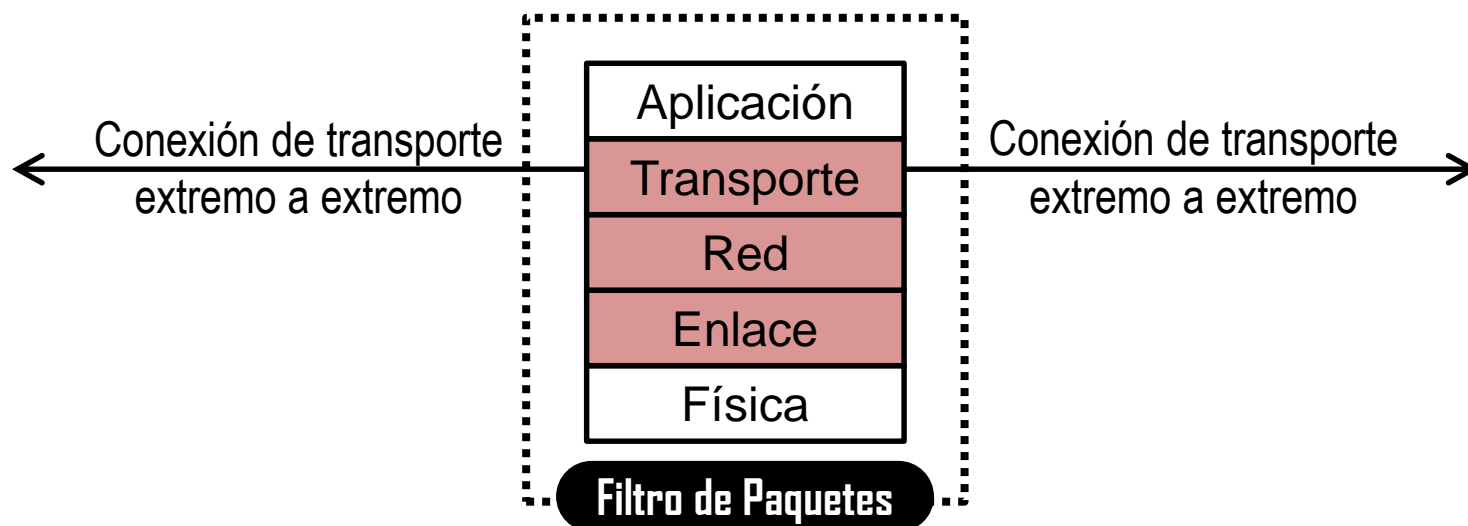 Aplicación
Conexión de transporte
extremo a extremo
Transporte
Conexión de transporte
extremo a extremo
Red
Enlace
Física
Filtro de Paquetes